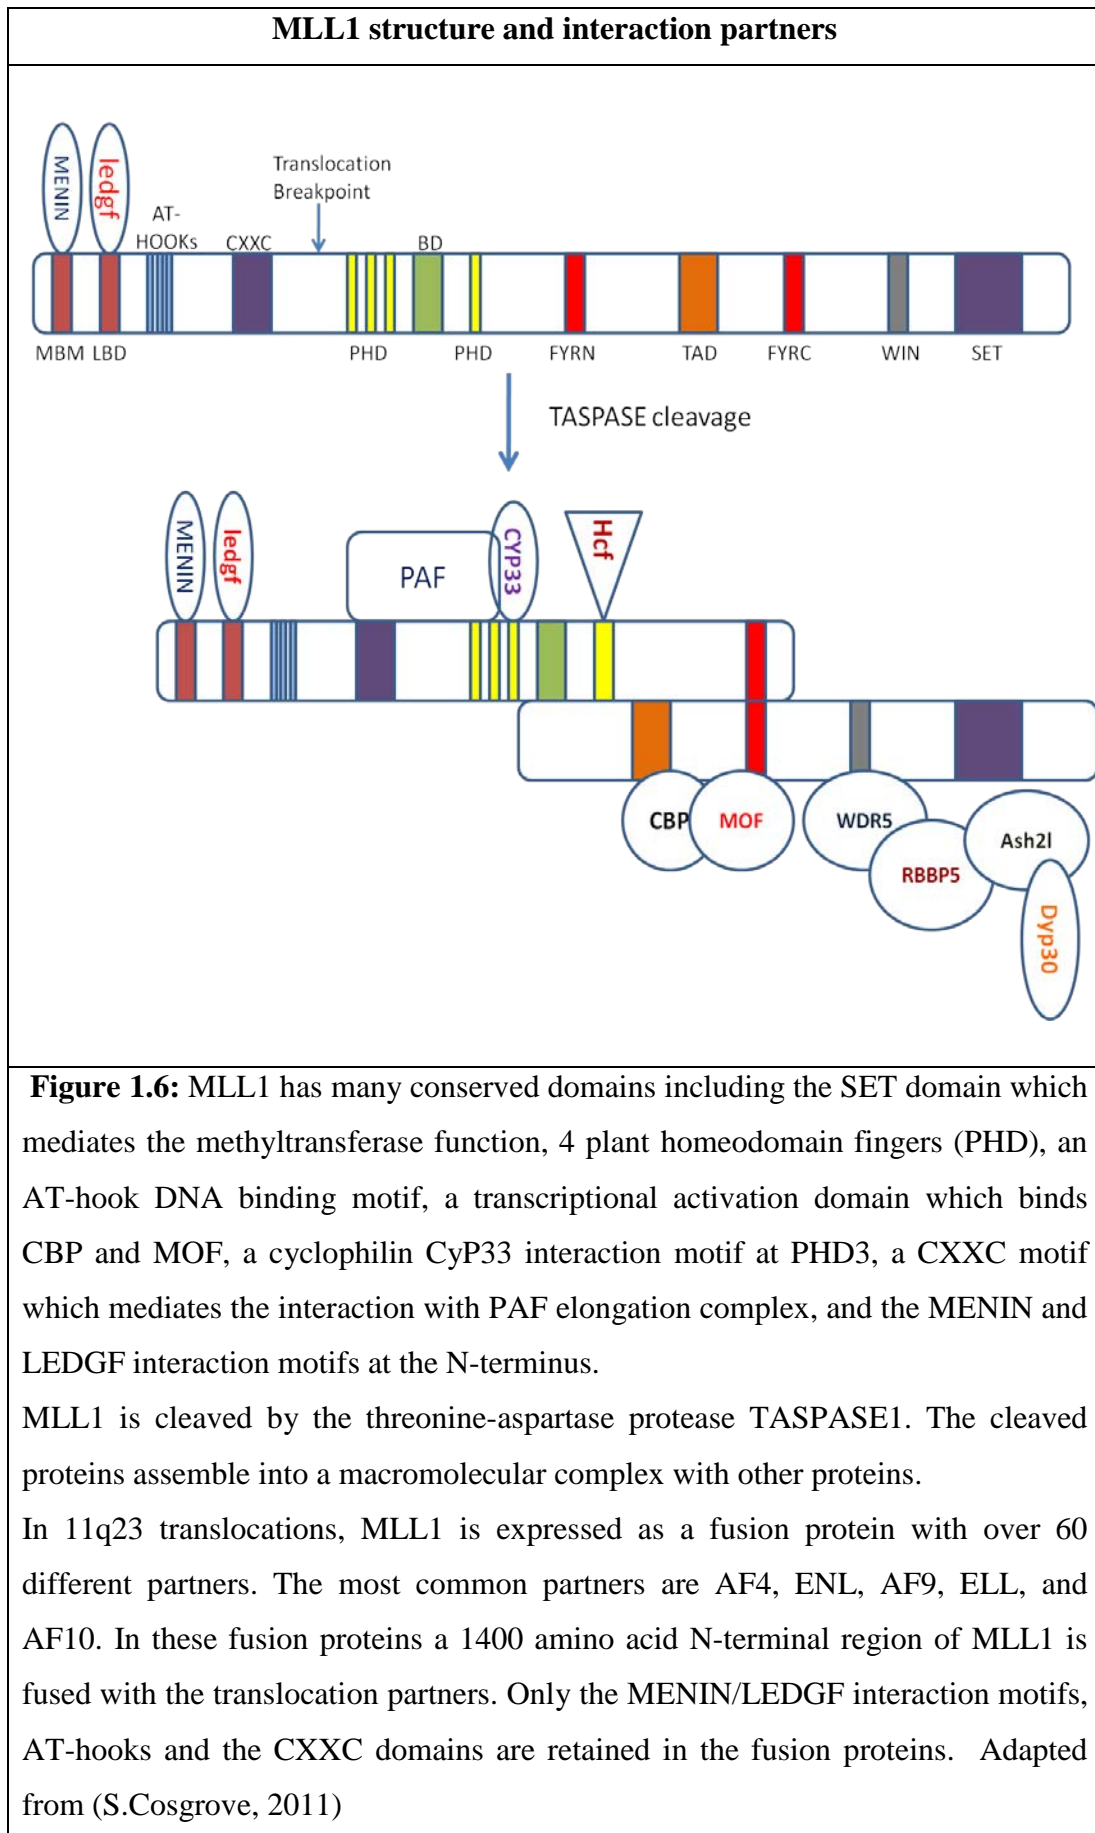 MLL1 structure and interaction partners
MENIN
ledgf
Translocation
Breakpoint
AT-
HOOKs
CXXC
BD
MBM
LBD
PHD
PHD
FYRN
TAD
FYRC
WIN
SET
TASPASE cleavage
MENIN
ledgf
PAF
CYP33
Hcf
CBP
MOF
WDR5
RBBP5
Ash2l
Dyp30
Figure 1.6: MLL1 has many conserved domains including the SET domain which
mediates the methyltransferase function, 4 plant homeodomain fingers (PHD), an
AT-hook DNA binding motif, a transcriptional activation domain which binds
CBP and MOF, a cyclophilin CyP33 interaction motif at PHD3, a CXXC motif
which mediates the interaction with PAF elongation complex, and the MENIN and
LEDGF interaction motifs at the N-terminus.
MLL1 is cleaved by the threonine-aspartase protease TASPASE1. The cleaved
proteins assemble into a macromolecular complex with other proteins.
In 11q23 translocations, MLL1 is expressed as a fusion protein with over 60
different partners. The most common partners are AF4, ENL, AF9, ELL, and
AF10. In these fusion proteins a 1400 amino acid N-terminal region of MLL1 is
fused with the translocation partners. Only the MENIN/LEDGF interaction motifs,
AT-hooks and the CXXC domains are retained in the fusion proteins. Adapted
from (S.Cosgrove, 2011)